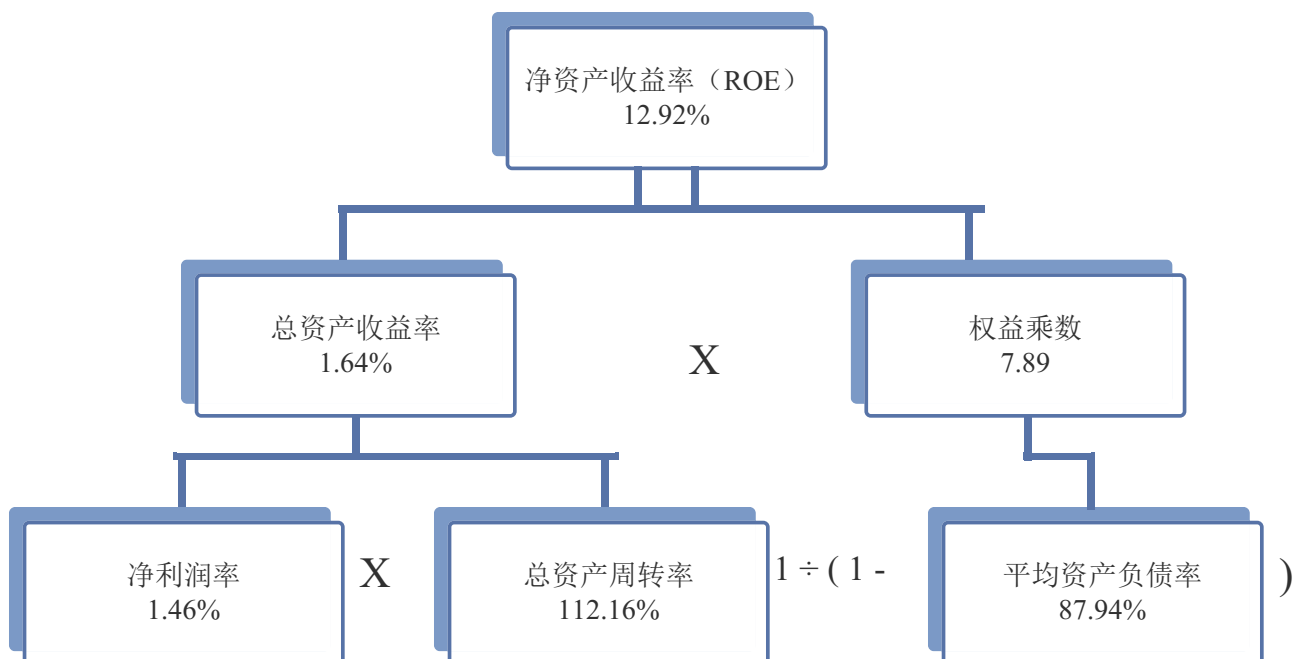 净资产收益率（ROE）
12.92%
总资产收益率
1.64%
X
权益乘数
7.89
净利润率
1.46%
X
总资产周转率
112.16%
1 ÷ ( 1 -
平均资产负债率
87.94%
)